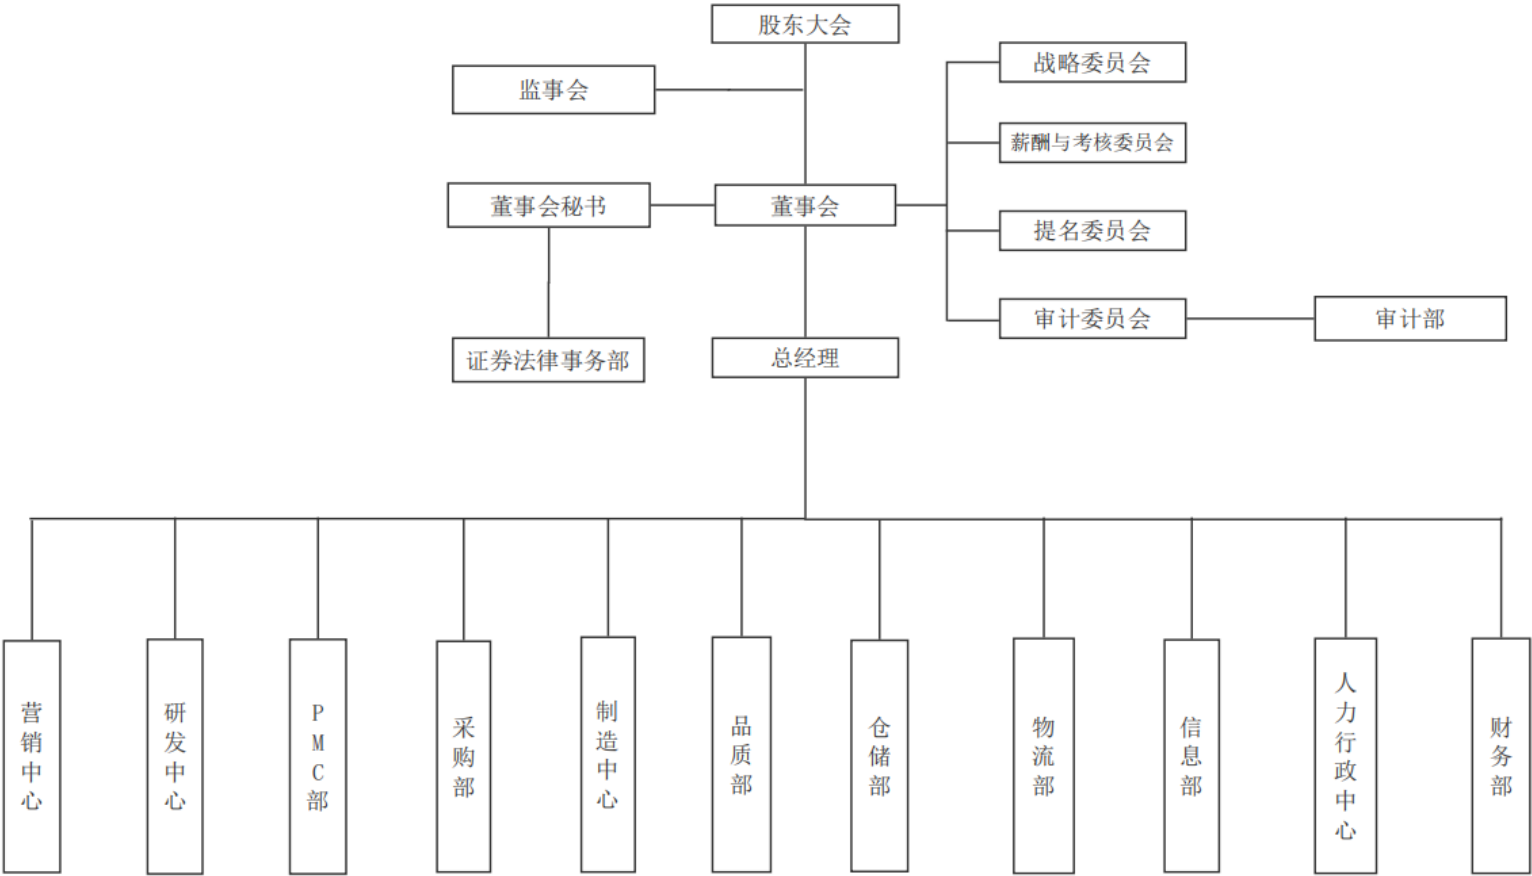 股东大会
战略委员会
监事会
薪酬与考核委员会
董事会秘书
董事会
提名委员会
审计委员会
审计部
证券法律事务部
总经理
营销中心
研发中心
PMC部
采购部
制造中心
品质部
仓储部
物流部
信息部
人力行政中心
财务部